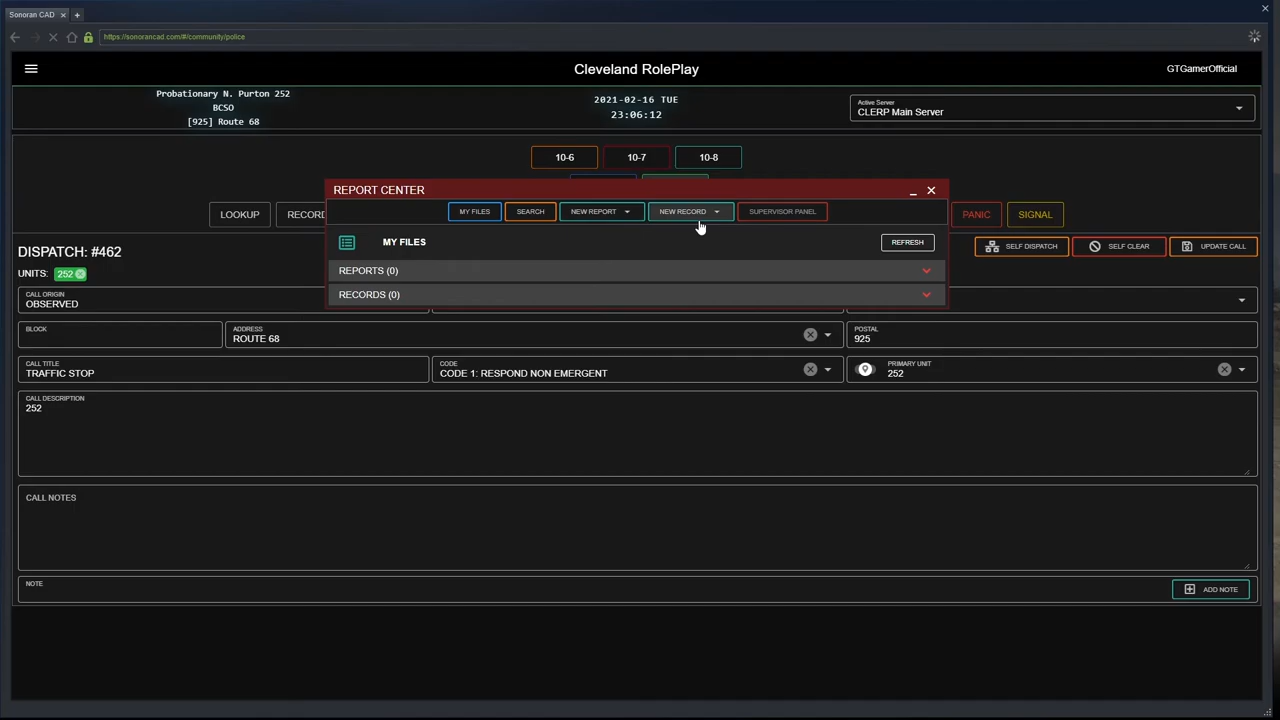 Sonoran CAD
https://sonorancad.com/#/community/police
Cleveland RolePlay
GTGamerOfficial
Probationary N. Purton 252
BCSO
[925] Route 68
2021-02-16 TUE
23:06:12
Active Server
CLERP Main Server
10-6
10-7
10-8
REPORT CENTER
LOOKUP
RECORD
PANIC
SIGNAL
MY FILES
SEARCH
NEW REPORT
NEW RECORD
SUPERVISOR PANEL
MY FILES
REFRESH
REPORTS (0)
RECORDS (0)
DISPATCH: #462
SELF DISPATCH
SELF CLEAR
UPDATE CALL
UNITS: 252
CALL ORIGIN
OBSERVED
BLOCK
ADDRESS
ROUTE 68
POSTAL
925
CALL TITLE
TRAFFIC STOP
CODE
CODE 1: RESPOND NON EMERGENT
PRIMARY UNIT
252
CALL DESCRIPTION
252
CALL NOTES
NOTE
ADD NOTE